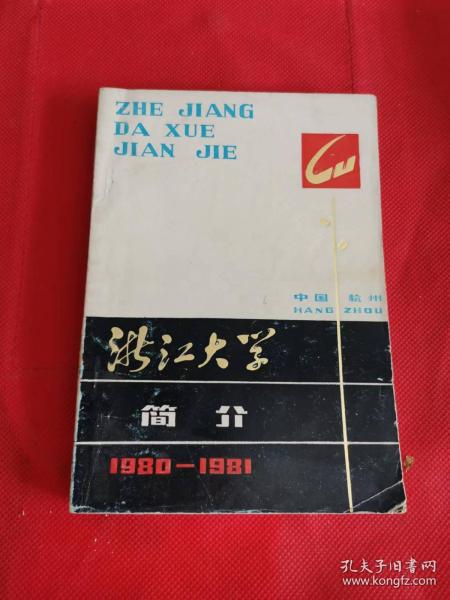 ZHE JIANG
DA XUE
JIAN JIE
中国 杭州
HANG ZHOU
浙江大学
简介
1980-1981
孔夫子旧书网
www.kongfz.com